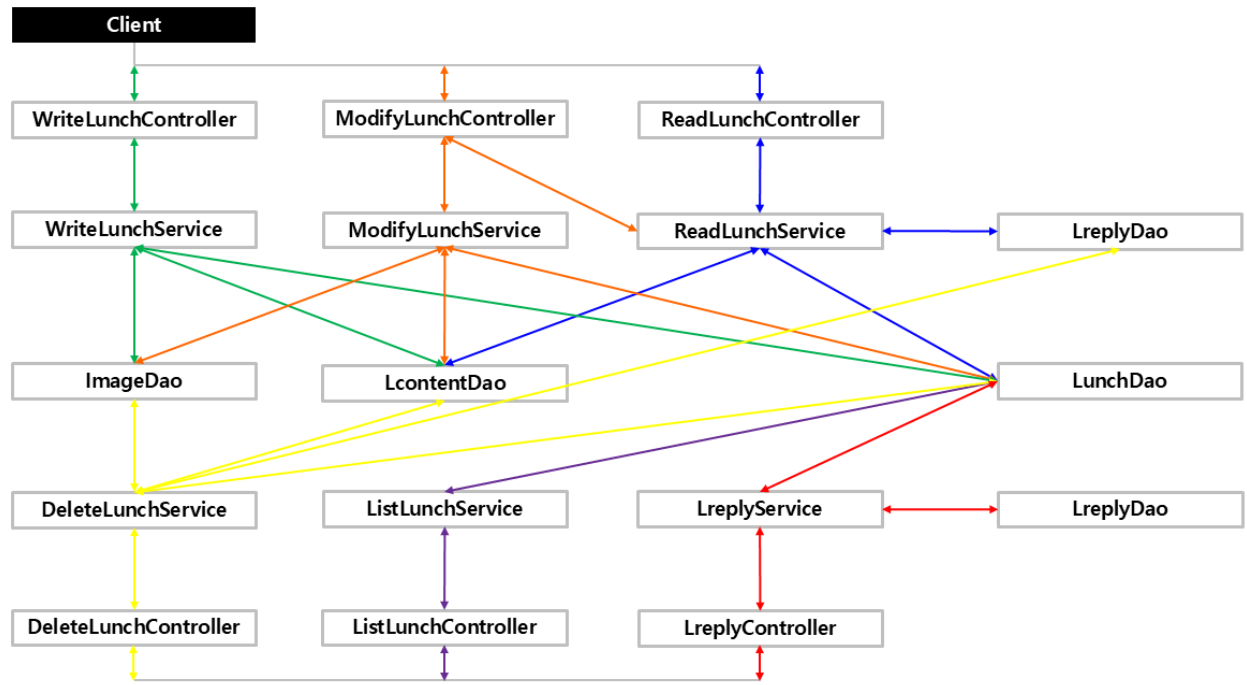 Client
WriteLunchController
ModifyLunchController
ReadLunchController
WriteLunchService
ModifyLunchService
ReadLunchService
LreplyDao
ImageDao
LcontentDao
LunchDao
DeleteLunchService
ListLunchService
LreplyService
LreplyDao
DeleteLunchController
ListLunchController
LreplyController